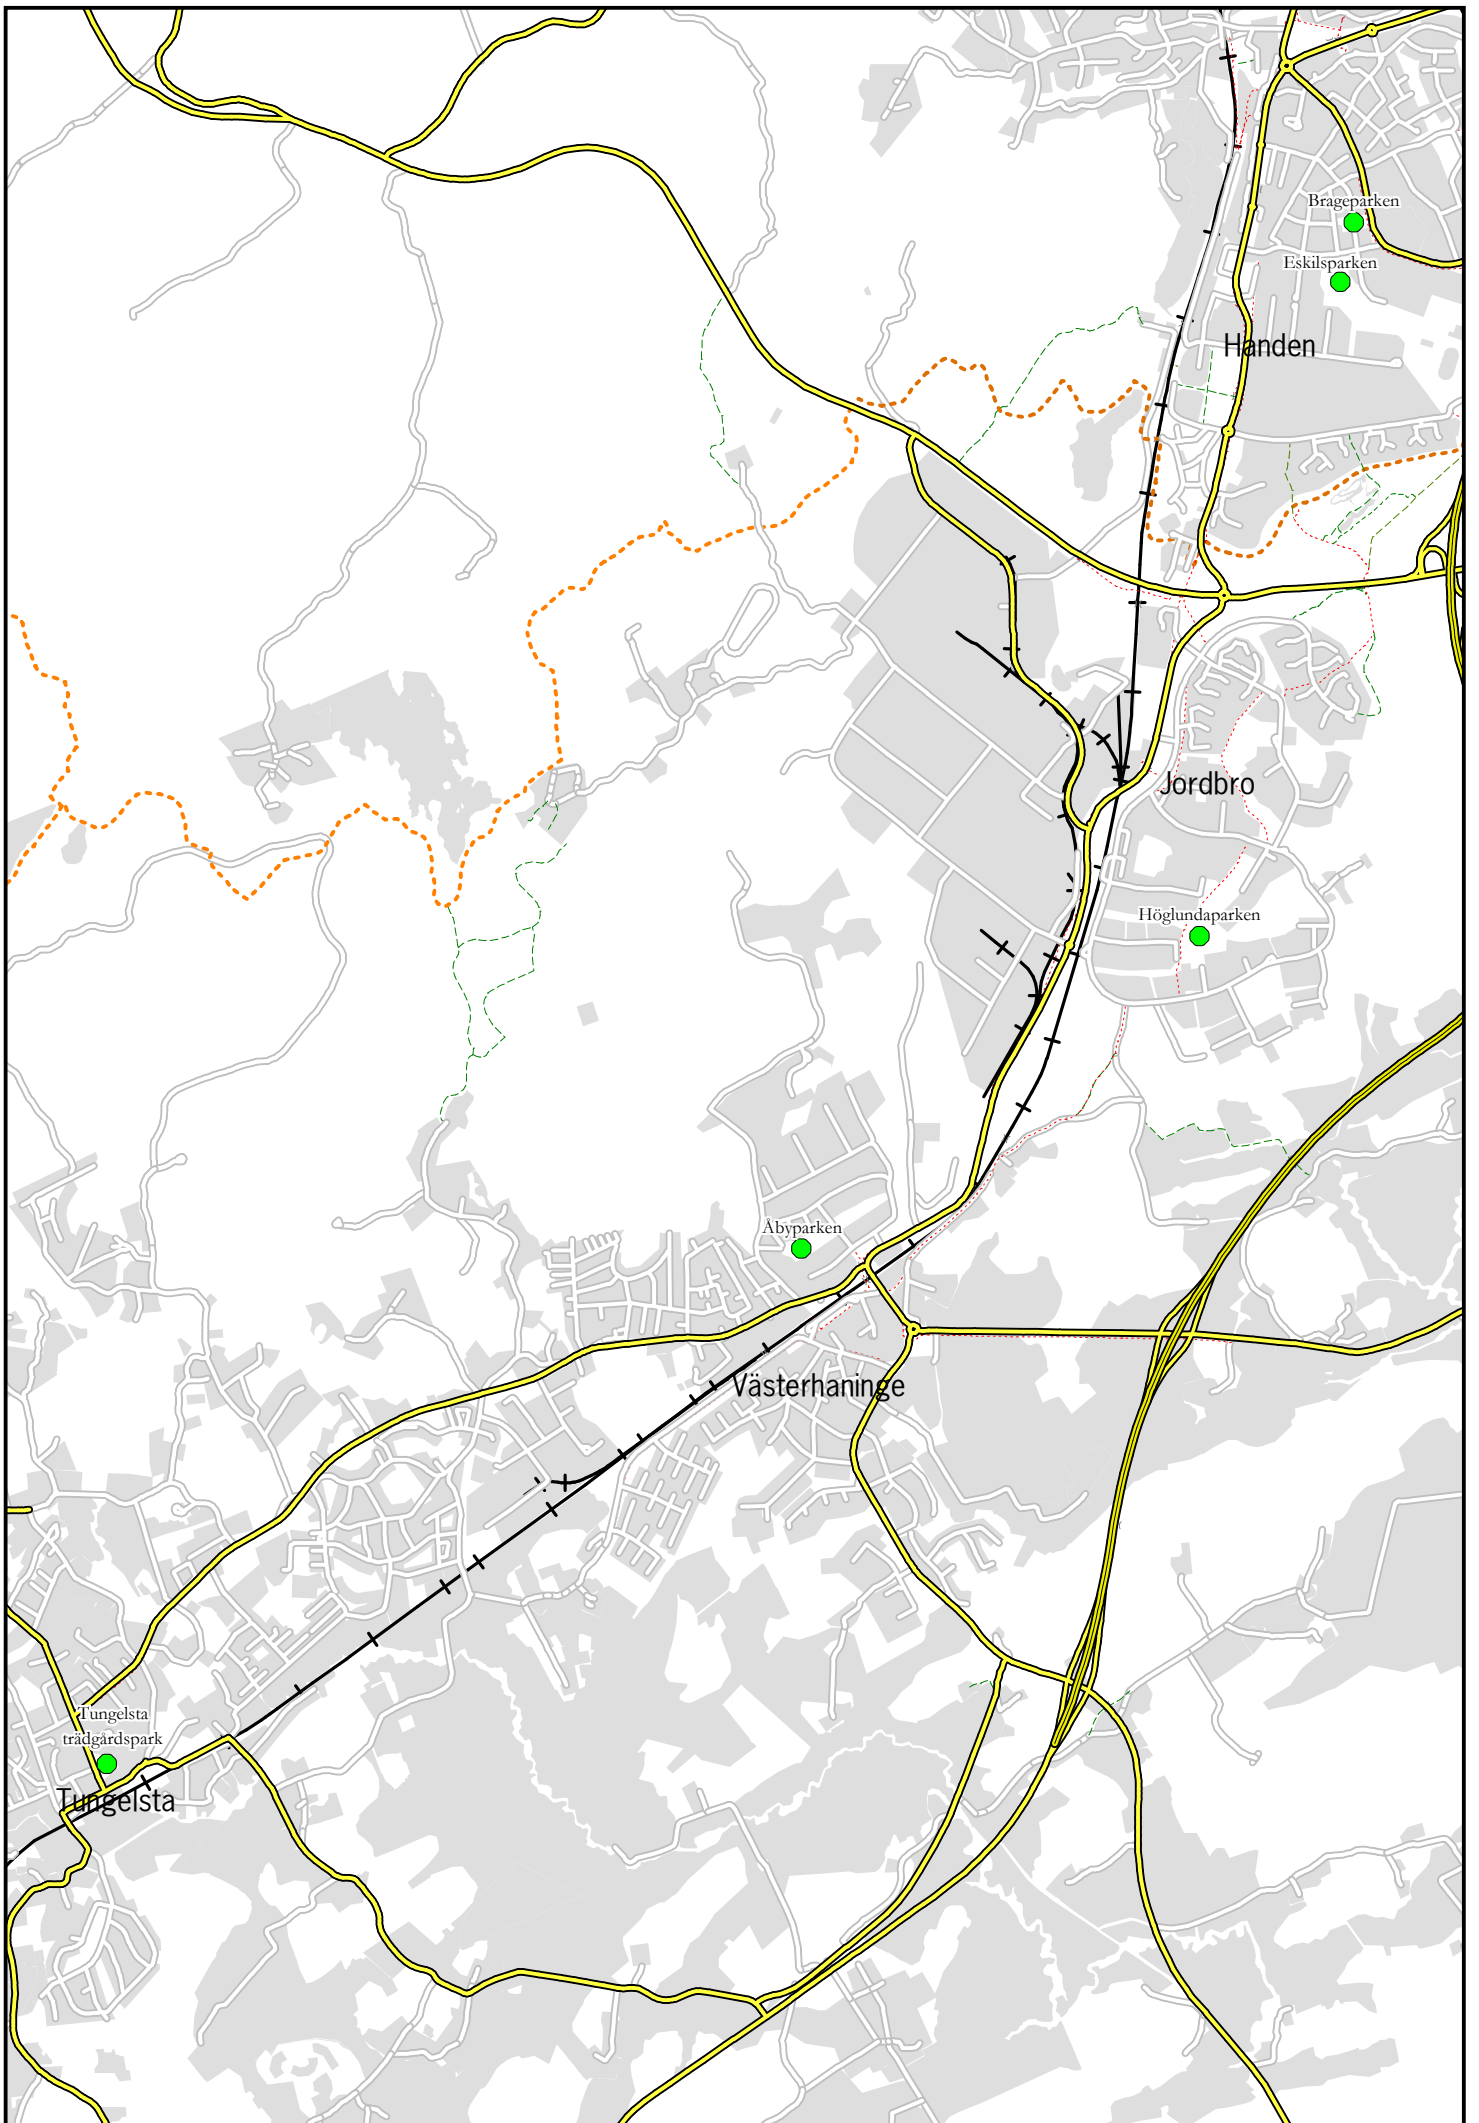 Brageparken
Eskilsparken
Handen
Jordbro
Höglundaparken
Åbyparken
Västerhaninge
Tungelsta
trädgårdspark
Tungelsta